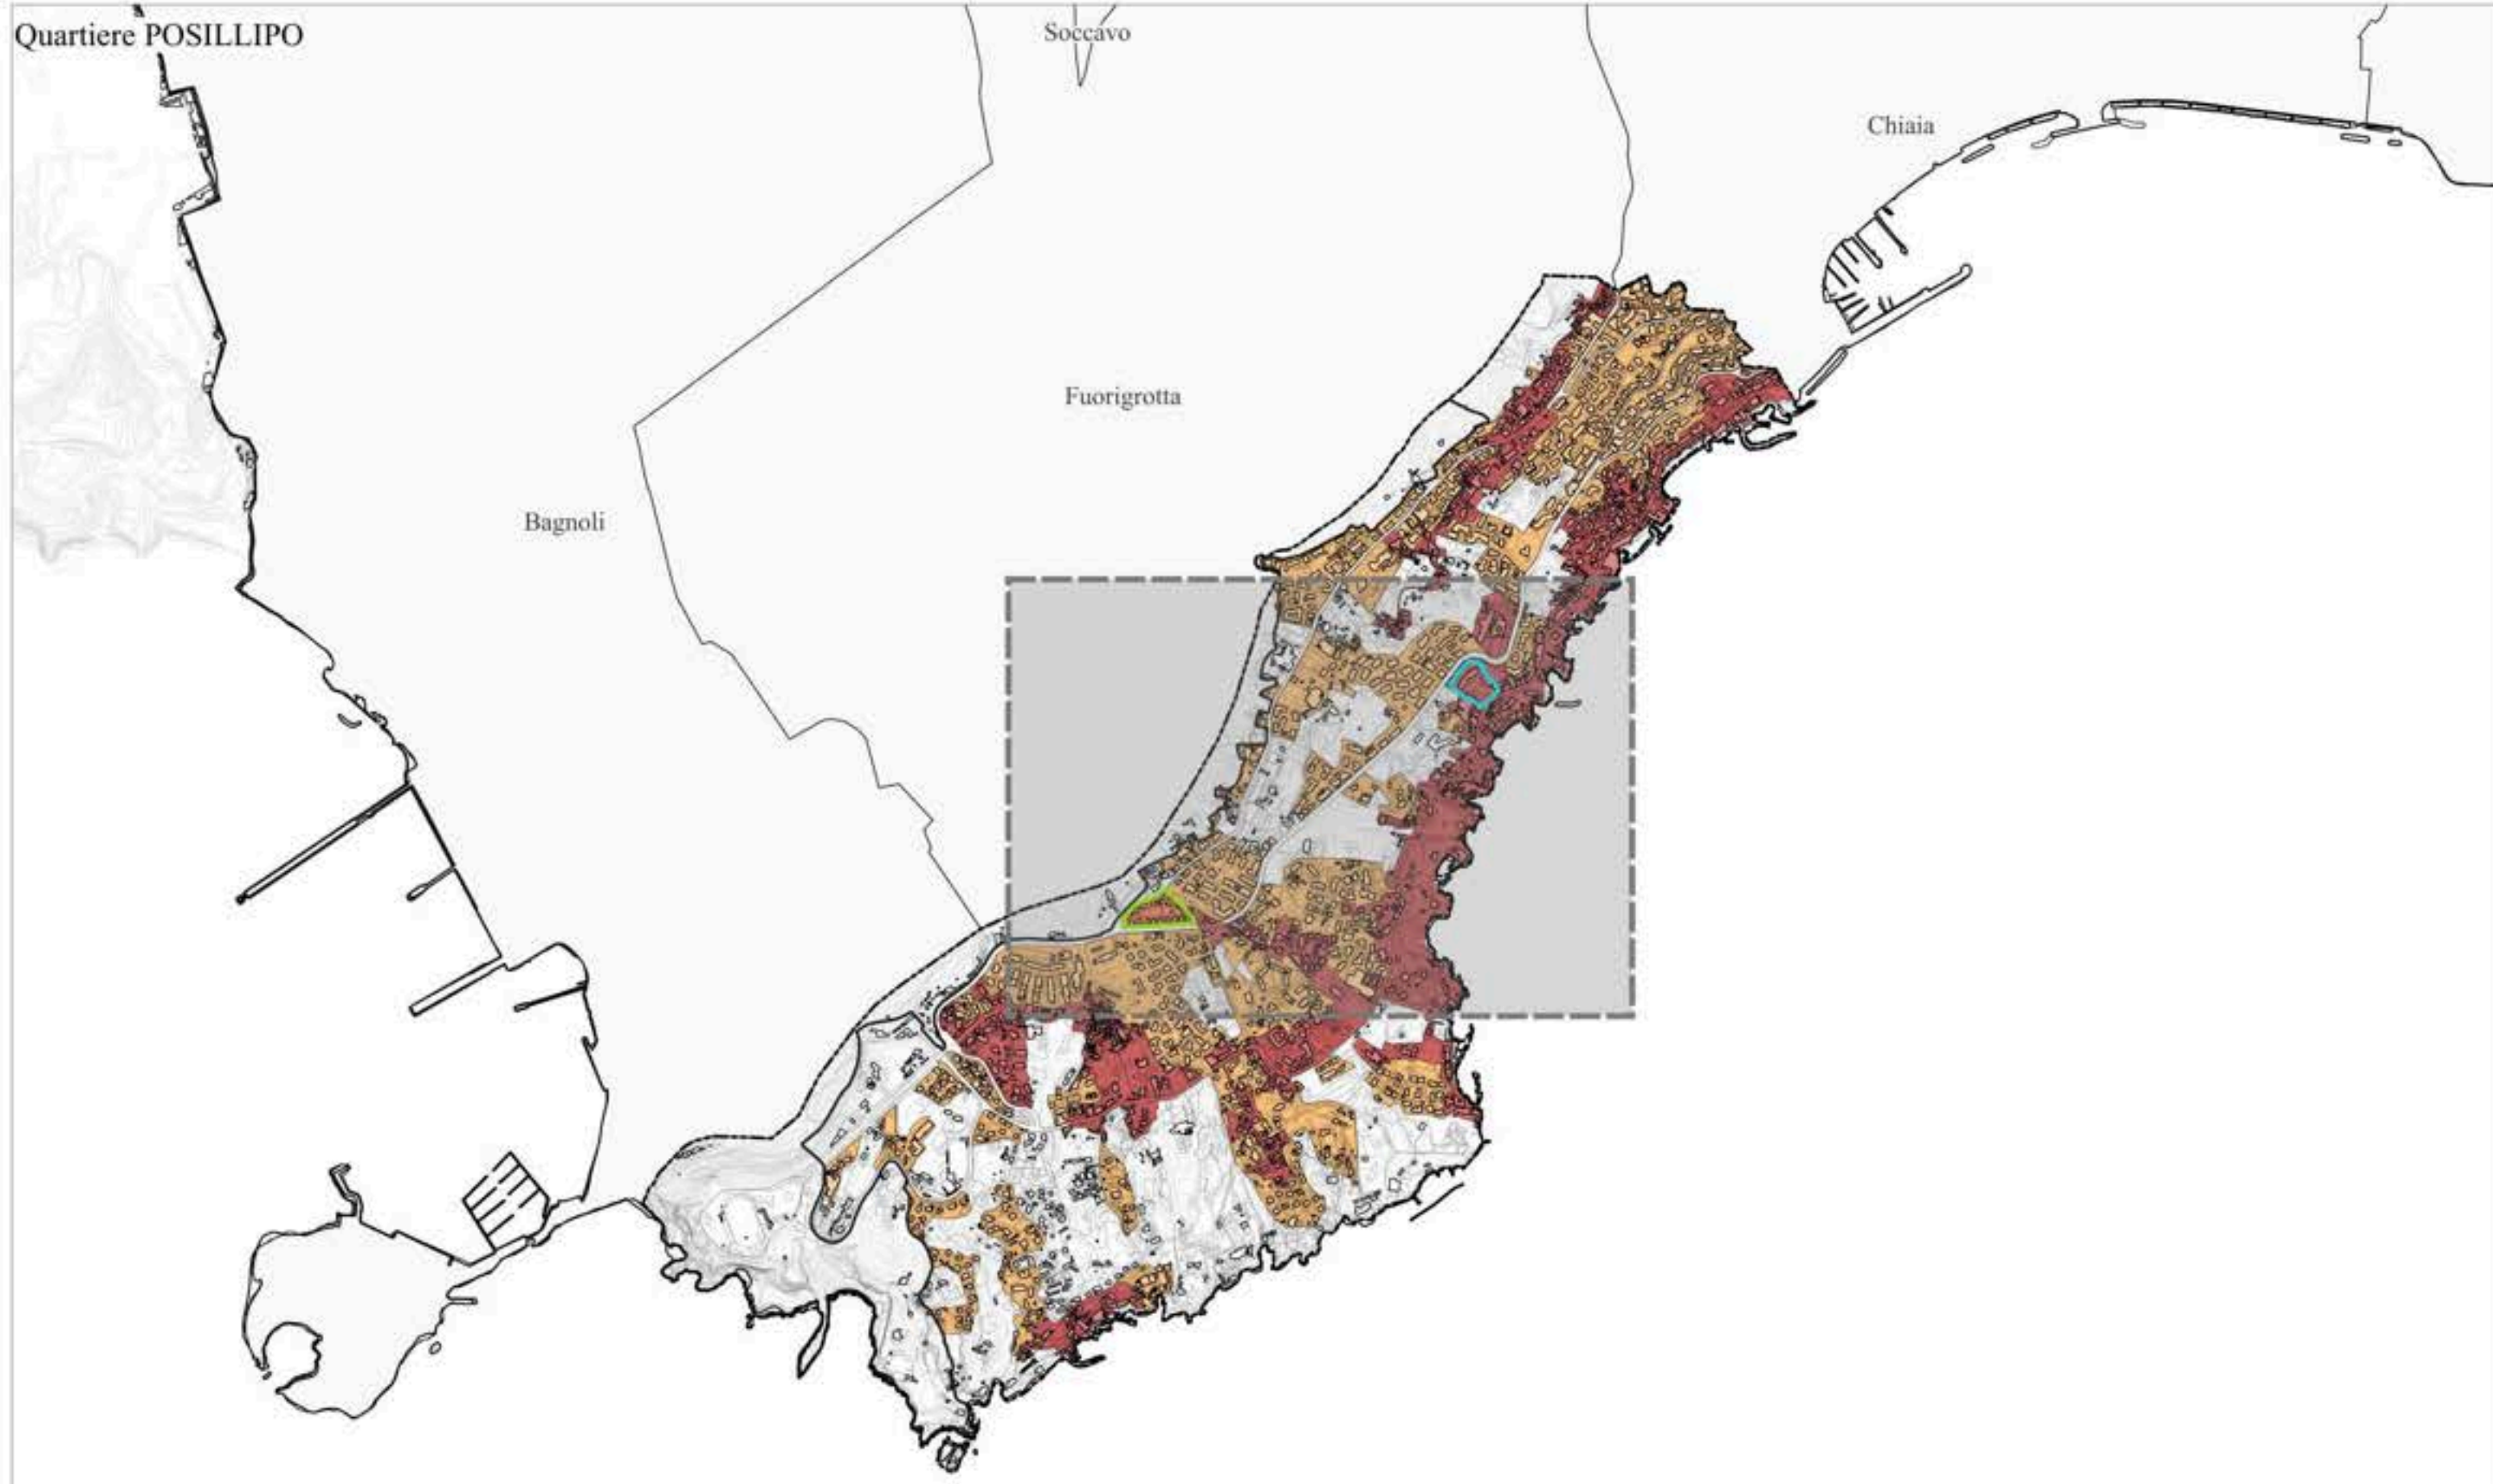 Quartiere POSILLIPO
Soccavo
Chiaia
Fuorigrotta
Bagnoli